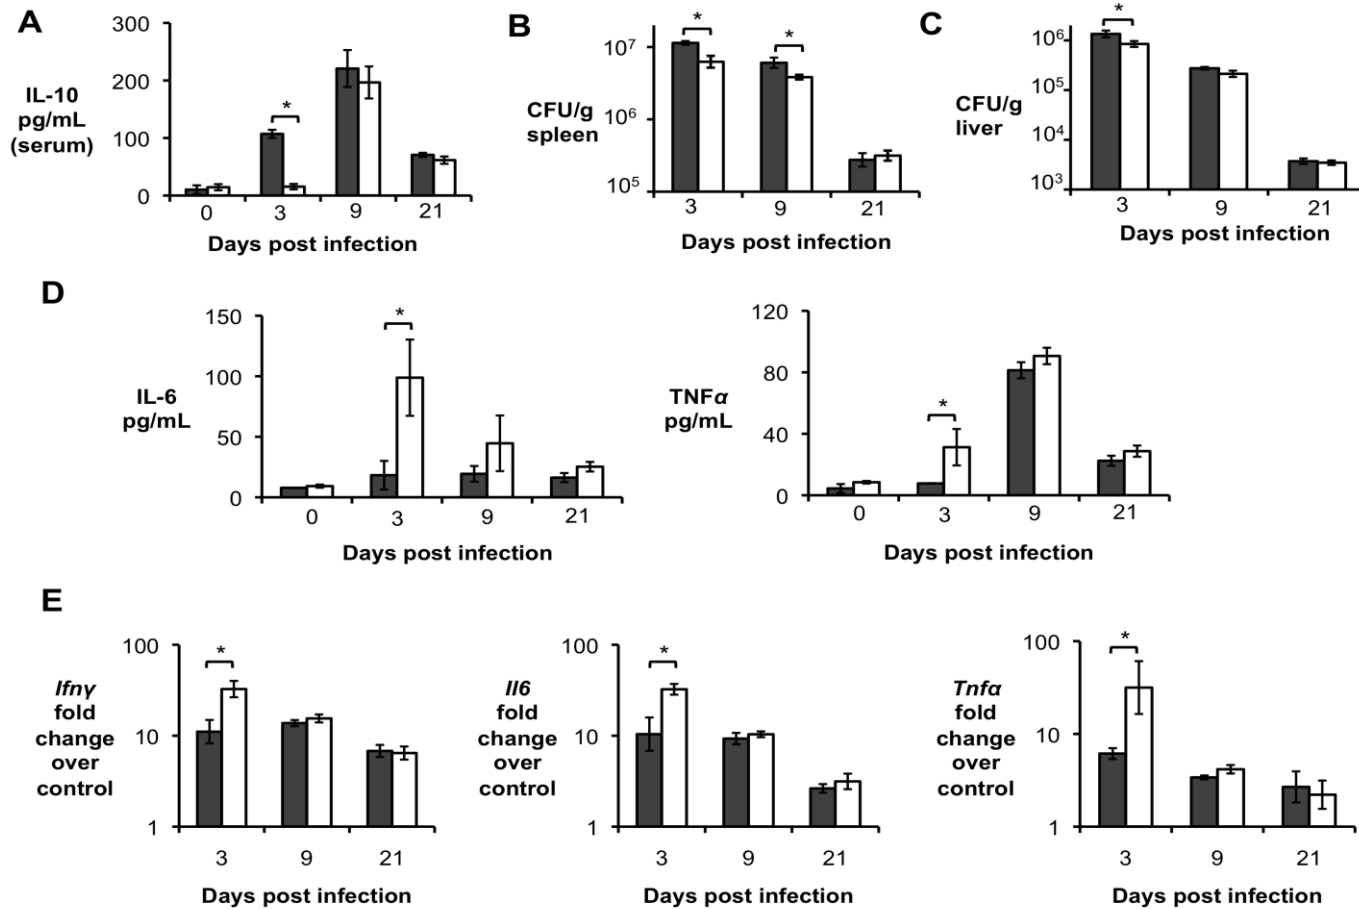 A
300
200
100
0
IL-10
pg/mL
(serum)
*
0 3 9 21
Days post infection
B
10⁷
10⁶
10⁵
CFU/g
spleen
* *
3 9 21
Days post infection
C
10⁶
10⁵
10⁴
10³
CFU/g
liver
*
3 9 21
Days post infection
D
150
100
50
0
IL-6
pg/mL
*
0 3 9 21
Days post infection
120
80
40
0
TNFα
pg/mL
*
0 3 9 21
Days post infection
E
100
10
1
Ifnγ
fold
change
over
control
*
3 9 21
Days post infection
100
10
1
Il6
fold
change
over
control
*
3 9 21
Days post infection
100
10
1
Tnfα
fold
change
over
control
*
3 9 21
Days post infection